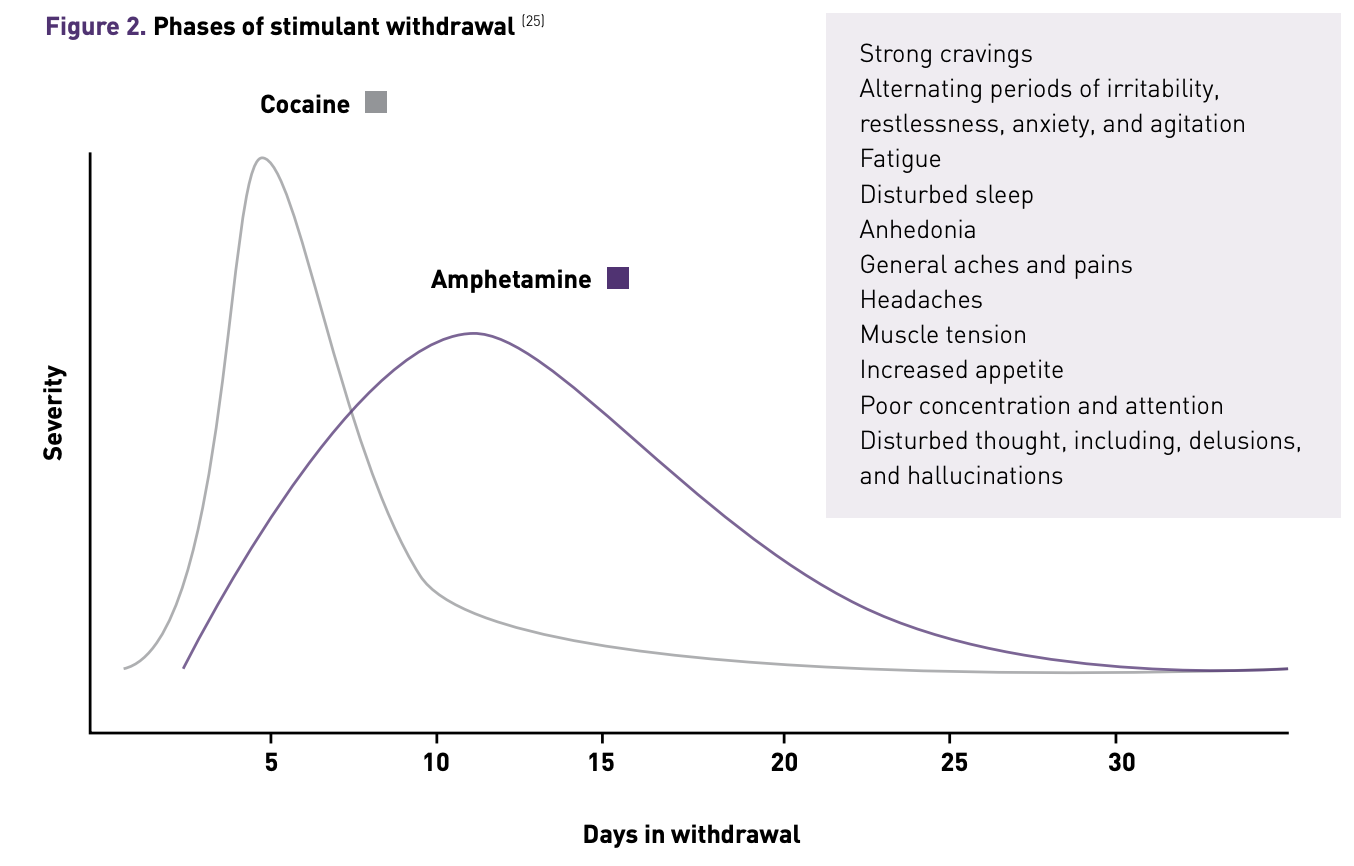 Figure 2. Phases of stimulant withdrawal (25)
Cocaine
Amphetamine
Strong cravings
Alternating periods of irritability,
restlessness, anxiety, and agitation
Fatigue
Disturbed sleep
Anhedonia
General aches and pains
Headaches
Muscle tension
Increased appetite
Poor concentration and attention
Disturbed thought, including, delusions,
and hallucinations
Severity
5 10 15 20 25 30
Days in withdrawal